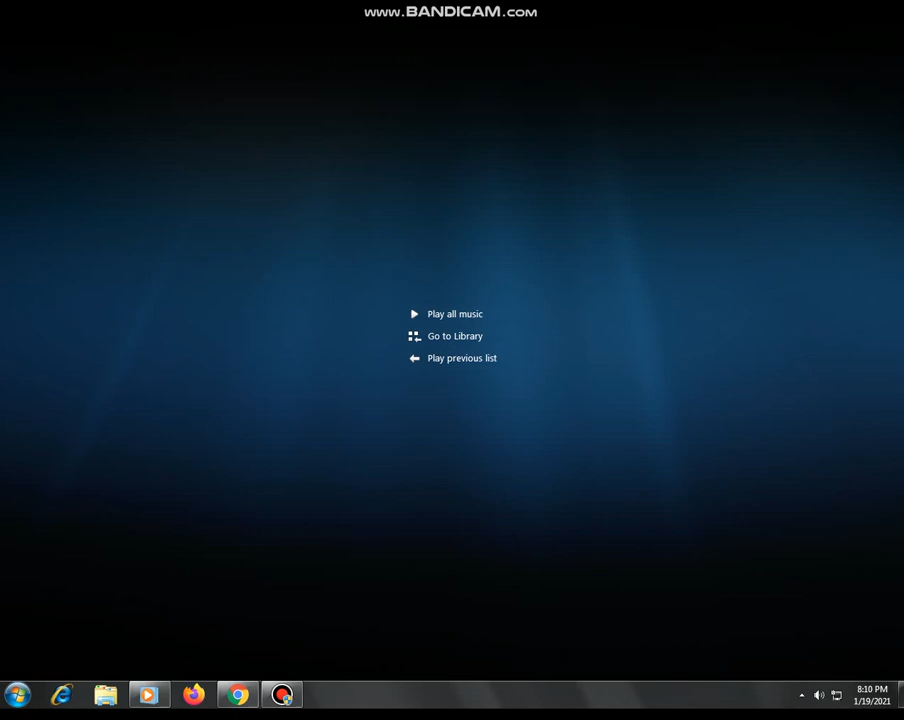 www.BANDICAM.com
Play all music
Go to Library
Play previous list
8:10 PM
1/19/2021